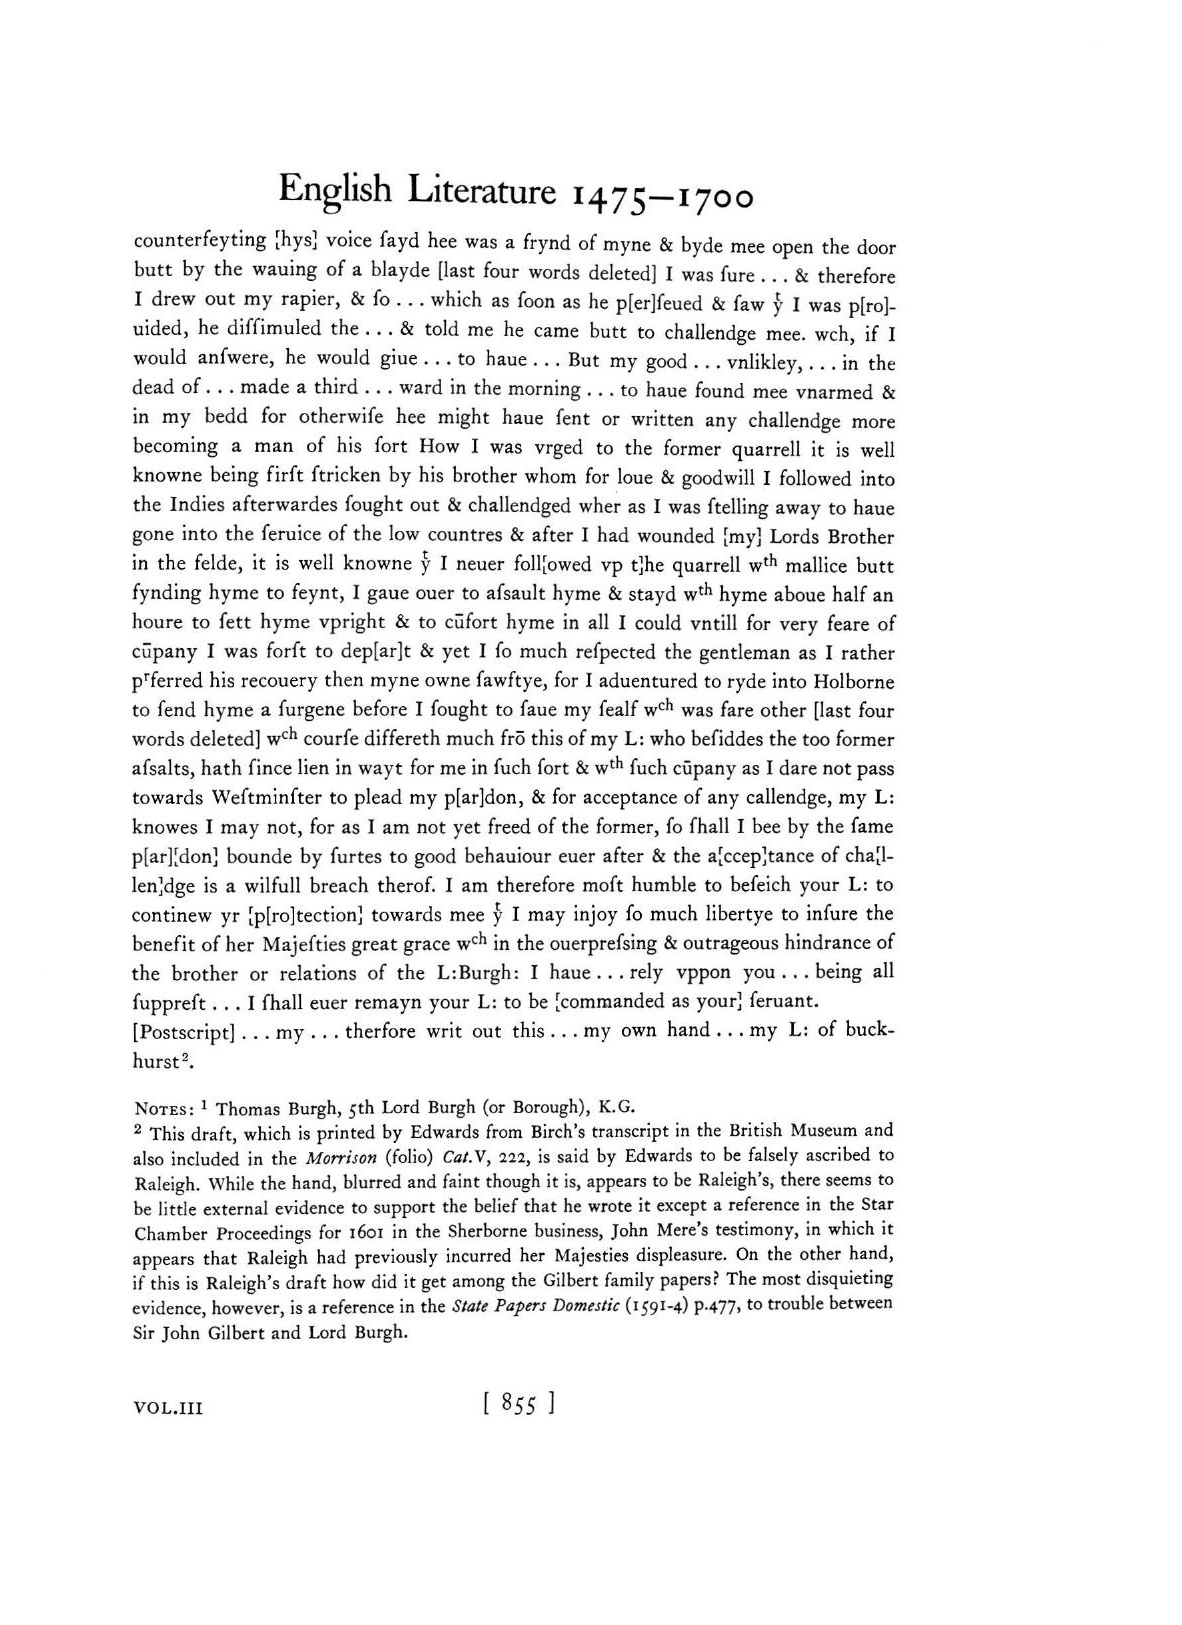 English Literature 1475—1700
counterfeyting [hys] voice ſayd hee was a frynd of myne & byde mee open the door
butt by the wauing of a blayde [last four words deleted] I was ſure ... & therefore
I drew out my rapier, & ſo ... which as ſoon as he p[er]ſeued & ſaw yͭ I was p[ro]-
uided, he diſſimuled the ... & told me he came butt to challendge mee. wch, if I
would anſwere, he would giue ... to haue ... But my good ... vnlikley, ... in the
dead of ... made a third ... ward in the morning ... to haue found mee vnarmed &
in my bedd for otherwiſe hee might haue ſent or written any challendge more
becoming a man of his ſort How I was vrged to the former quarrell it is well
knowne being firſt ſtricken by his brother whom for loue & goodwill I followed into
the Indies afterwardes ſought out & challendged wher as I was ſtelling away to haue
gone into the ſeruice of the low countres & after I had wounded [my] Lords Brother
in the felde, it is well knowne yͭ I neuer foll[owed vp t]he quarrell wᵗʰ mallice butt
fynding hyme to feynt, I gaue ouer to aſsault hyme & stayd wᵗʰ hyme aboue half an
houre to ſett hyme vpright & to cūfort hyme in all I could vntill for very feare of
cūpany I was forſt to dep[ar]t & yet I ſo much reſpected the gentleman as I rather
pʳferred his recouery then myne owne ſawftye, for I aduentured to ryde into Holborne
to ſend hyme a ſurgene before I ſought to ſaue my ſealf wᶜʰ was fare other [last four
words deleted] wᶜʰ courſe differeth much frō this of my L: who beſiddes the too former
aſsalts, hath ſince lien in wayt for me in ſuch ſort & wᵗʰ ſuch cūpany as I dare not pass
towards Weſtminſter to plead my p[ar]don, & for acceptance of any callendge, my L:
knowes I may not, for as I am not yet freed of the former, ſo ſhall I bee by the ſame
p[ar][don] bounde by ſurtes to good behauiour euer after & the a[ccep]tance of cha[l-
len]dge is a wilfull breach therof. I am therefore moſt humble to beſeich your L: to
continew yr [p[ro]tection] towards mee yͭ I may injoy ſo much libertye to inſure the
benefit of her Majeſties great grace wᶜʰ in the ouerpreſsing & outrageous hindrance of
the brother or relations of the L:Burgh: I haue ... rely vppon you ... being all
ſuppreſt ... I ſhall euer remayn your L: to be [commanded as your] ſeruant.
[Postscript] ... my ... therfore writ out this ... my own hand ... my L: of buck-
hurst².
NOTES: ¹ Thomas Burgh, 5th Lord Burgh (or Borough), K.G.
² This draft, which is printed by Edwards from Birch's transcript in the British Museum and
also included in the Morrison (folio) Cat.V, 222, is said by Edwards to be falsely ascribed to
Raleigh. While the hand, blurred and faint though it is, appears to be Raleigh's, there seems to
be little external evidence to support the belief that he wrote it except a reference in the Star
Chamber Proceedings for 1601 in the Sherborne business, John Mere's testimony, in which it
appears that Raleigh had previously incurred her Majesties displeasure. On the other hand,
if this is Raleigh's draft how did it get among the Gilbert family papers? The most disquieting
evidence, however, is a reference in the State Papers Domestic (1591-4) p.477, to trouble between
Sir John Gilbert and Lord Burgh.
VOL.III
[ 855 ]